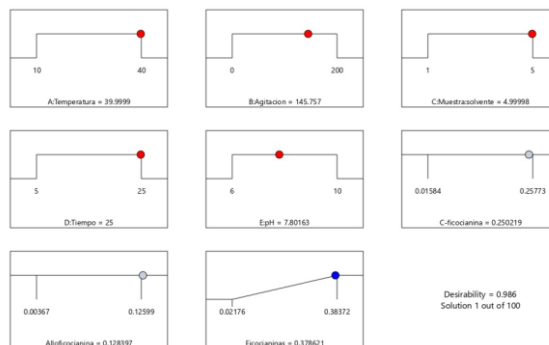 10 40
A:Temperatura = 39.9999
0 200
B:Agitacion = 145.757
1 5
C:Muestra:solvente = 4.99998
5 25
D:Tiempo = 25
6 10
E:pH = 7.80163
0.01584 0.25773
C-ficocianina = 0.250219
0.00367 0.12599
Alloficocianina = 0.128397
0.02176 0.38372
Ficocianinas = 0.378621
Desirability = 0.986
Solution 1 out of 100